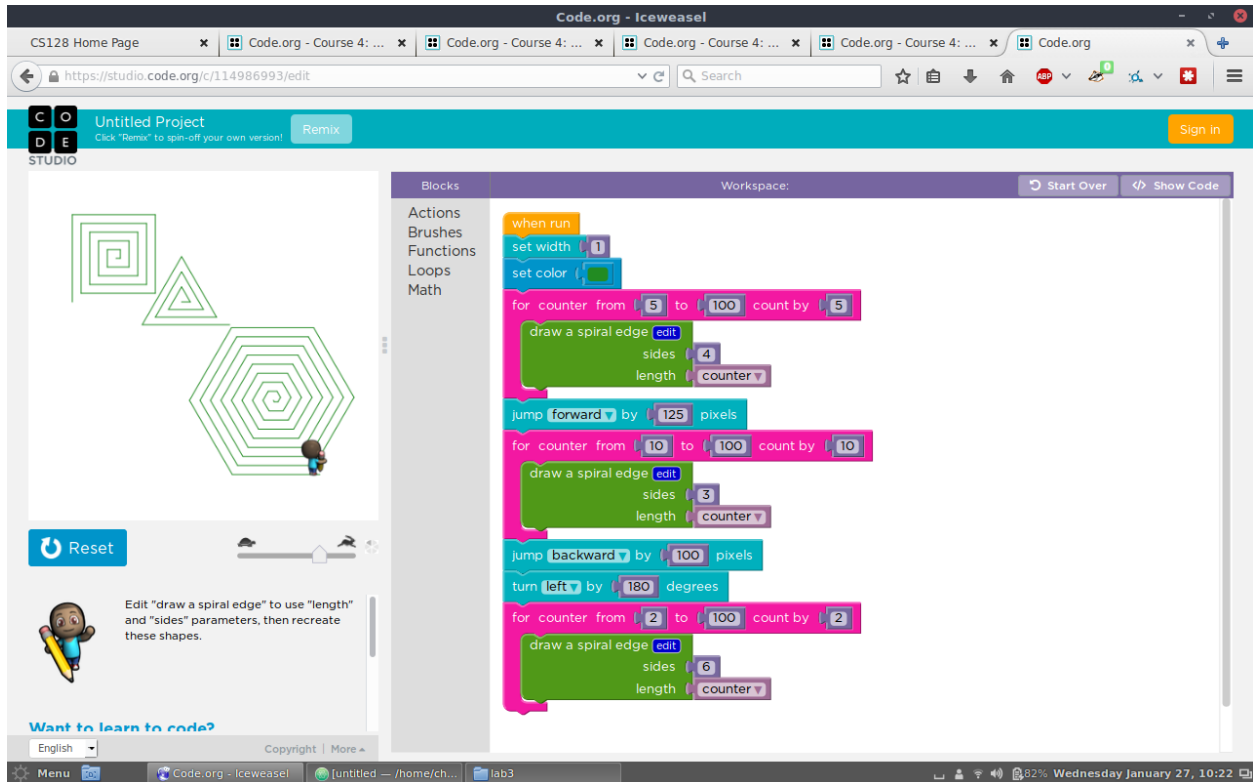 Code.org - Iceweasel
CS128 Home Page
Code.org - Course 4: ...
Code.org - Course 4: ...
Code.org - Course 4: ...
Code.org - Course 4: ...
Code.org
https://studio.code.org/c/114986993/edit
Search
ABP
0
C O
D E
STUDIO
Untitled Project
Click "Remix" to spin-off your own version!
Remix
Sign in
Blocks
Workspace:
Start Over
</> Show Code
Actions
Brushes
Functions
Loops
Math
when run
set width 1
set color
for counter from 5 to 100 count by 5
draw a spiral edge edit
sides 4
length counter
jump forward by 125 pixels
for counter from 10 to 100 count by 10
draw a spiral edge edit
sides 3
length counter
jump backward by 100 pixels
turn left by 180 degrees
for counter from 2 to 100 count by 2
draw a spiral edge edit
sides 6
length counter
Reset
Edit "draw a spiral edge" to use "length"
and "sides" parameters, then recreate
these shapes.
Want to learn to code?
English
Copyright | More
Menu
Code.org - Iceweasel
[untitled — /home/ch...
lab3
82% Wednesday January 27, 10:22